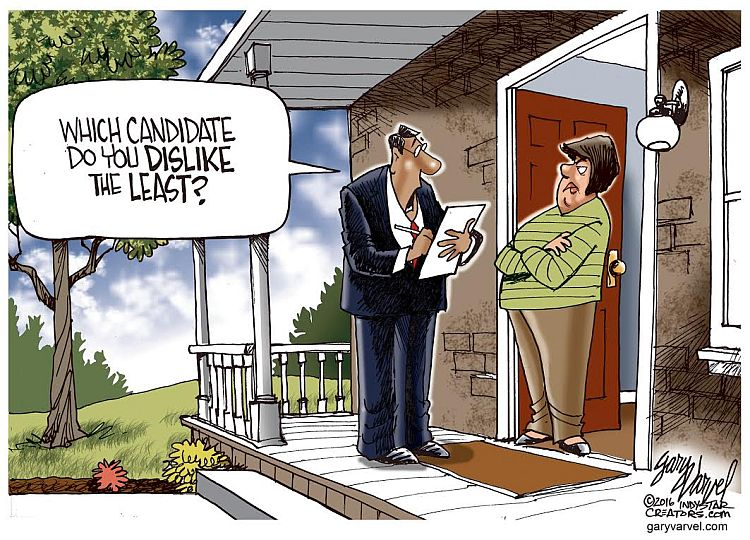 WHICH CANDIDATE
DO YOU DISLIKE
THE LEAST?
gary varvel
©2016 INDYSTAR
CREATORS.com
garyvarvel.com